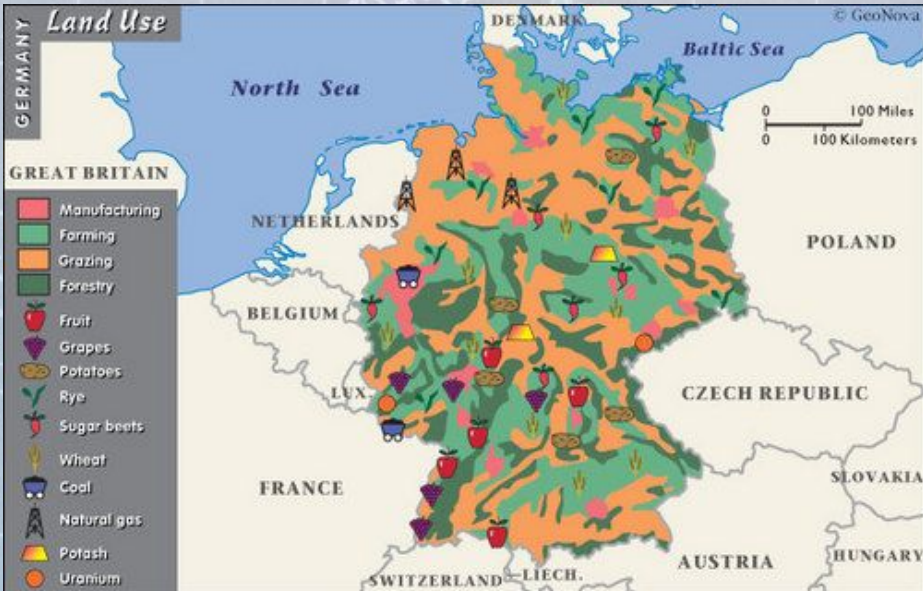 GERMANY
Land Use
DENMARK
© GeoNova
Baltic Sea
North Sea
0 100 Miles
0 100 Kilometers
GREAT BRITAIN
Manufacturing
Farming
Grazing
Forestry
Fruit
Grapes
Potatoes
Rye
Sugar beets
Wheat
Coal
Natural gas
Potash
Uranium
NETHERLANDS
POLAND
BELGIUM
LUX.
CZECH REPUBLIC
FRANCE
SLOVAKIA
AUSTRIA
HUNGARY
SWITZERLAND
LIECH.